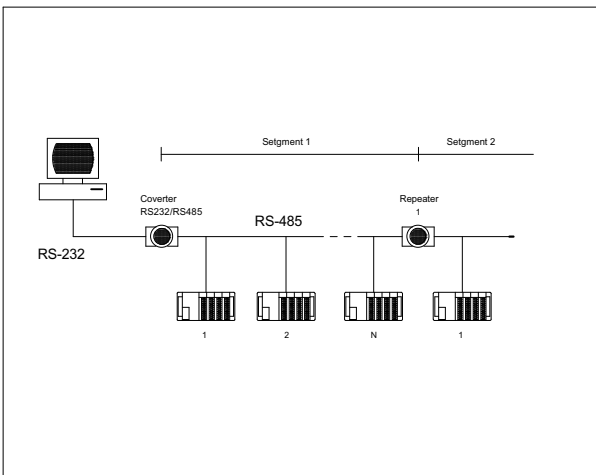 Setgment 1
Setgment 2
Coverter
RS232/RS485
Repeater
1
RS-485
RS-232
1
2
N
1